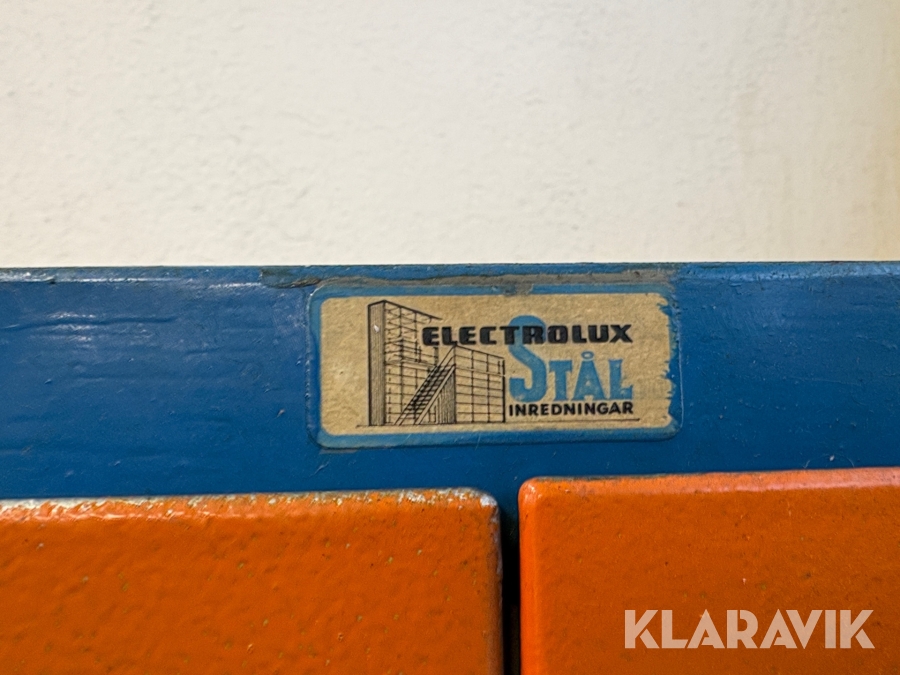 ELECTROLUX
STÅL
INREDNINGAR
KLARAVIK